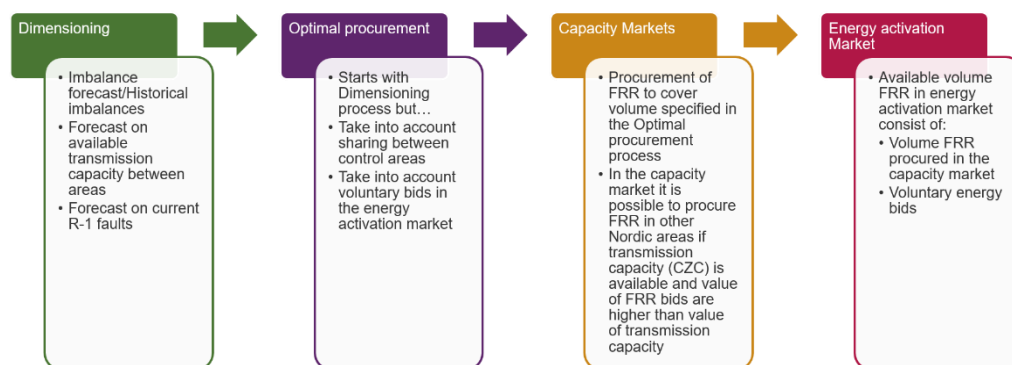 Dimensioning
• Imbalance
forecast/Historical
imbalances
• Forecast on
available
transmission
capacity between
areas
• Forecast on current
R-1 faults
Optimal procurement
• Starts with
Dimensioning
process but…
• Take into account
sharing between
control areas
• Take into account
voluntary bids in
the energy
activation market
Capacity Markets
• Procurement of
FRR to cover
volume specified in
the Optimal
procurement
process
• In the capacity
market it is
possible to procure
FRR in other
Nordic areas if
transmission
capacity (CZC) is
available and value
of FRR bids are
higher than value
of transmission
capacity
Energy activation
Market
• Available volume
FRR in energy
activation market
consist of:
• Volume FRR
procured in the
capacity market
• Voluntary energy
bids